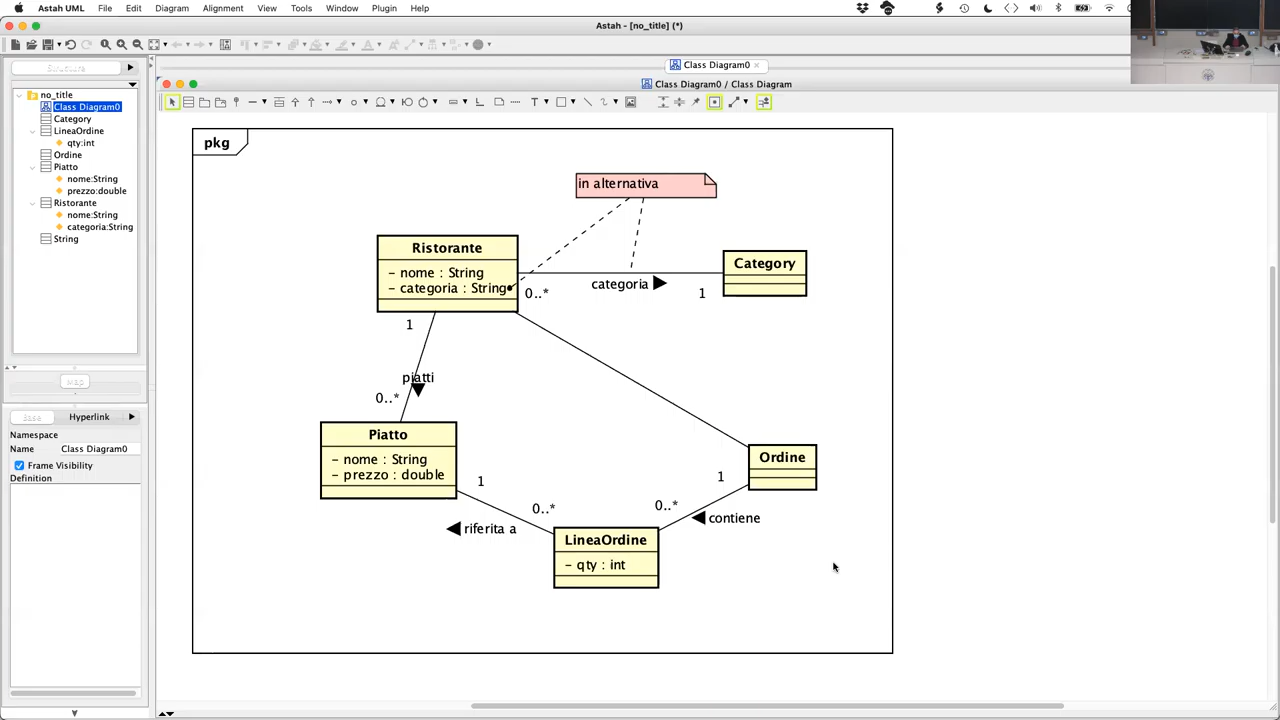 Astah UML File Edit Diagram Alignment View Tools Window Plugin Help
Astah - [no_title] (*)
Structure
Class Diagram0
Class Diagram0 / Class Diagram
no_title
Class Diagram0
Category
LineaOrdine
qty:int
Ordine
Piatto
nome:String
prezzo:double
Ristorante
nome:String
categoria:String
String
Map
Base Hyperlink
Namespace
Name Class Diagram0
Frame Visibility
Definition
pkg
in alternativa
Ristorante
- nome : String
- categoria : String
0..*
categoria
1
Category
1
piatti
0..*
Piatto
- nome : String
- prezzo : double
1
0..*
riferita a
LineaOrdine
- qty : int
0..*
1
contiene
Ordine